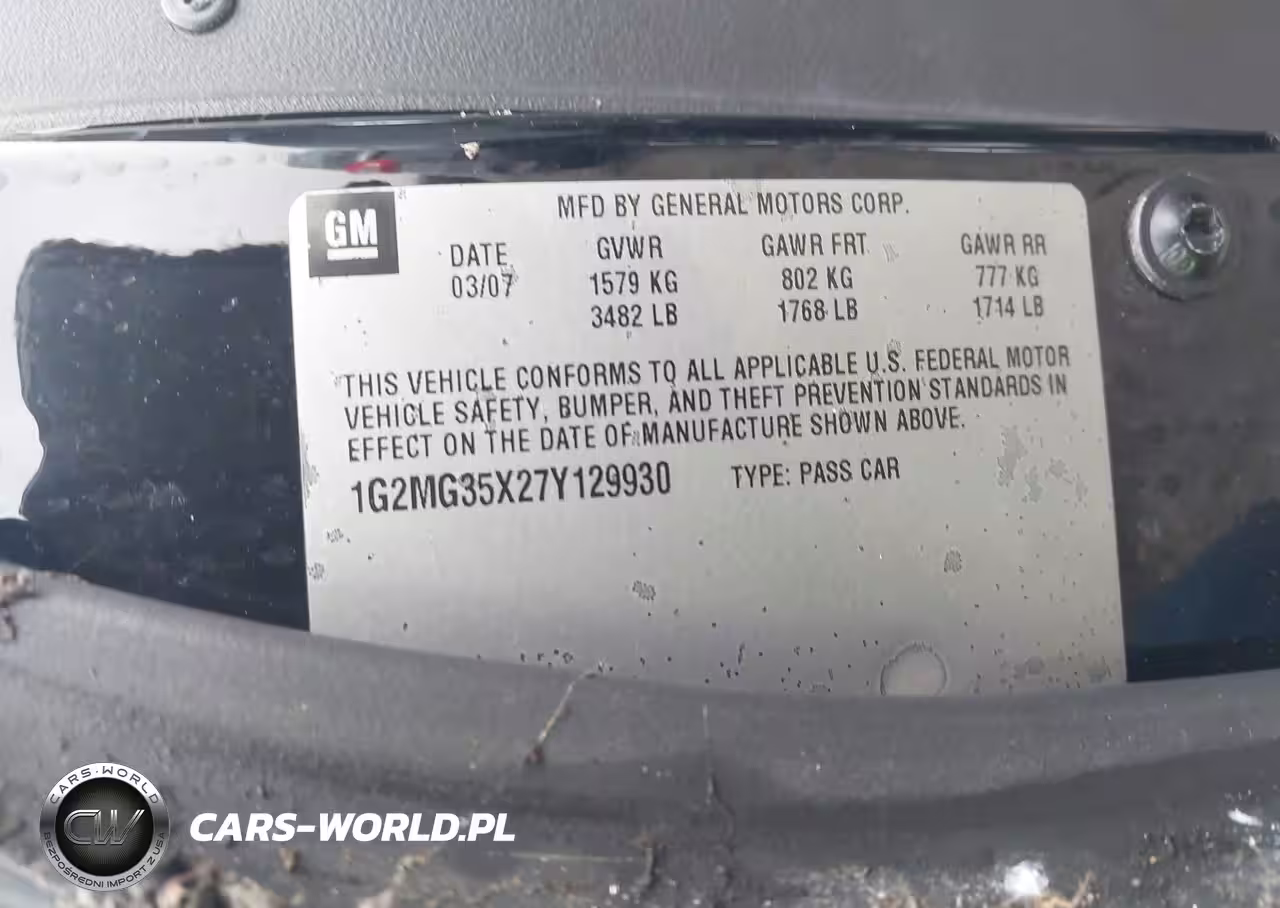 GM
MFD BY GENERAL MOTORS CORP.
DATE GVWR GAWR FRT GAWR RR
03/07 1579 KG 802 KG 777 KG
3482 LB 1768 LB 1714 LB
THIS VEHICLE CONFORMS TO ALL APPLICABLE U.S. FEDERAL MOTOR
VEHICLE SAFETY, BUMPER, AND THEFT PREVENTION STANDARDS IN
EFFECT ON THE DATE OF MANUFACTURE SHOWN ABOVE.
1G2MG35X27Y129930 TYPE: PASS CAR
CARS-WORLD
CW
BEZPOŚREDNI IMPORT Z USA
CARS-WORLD.PL